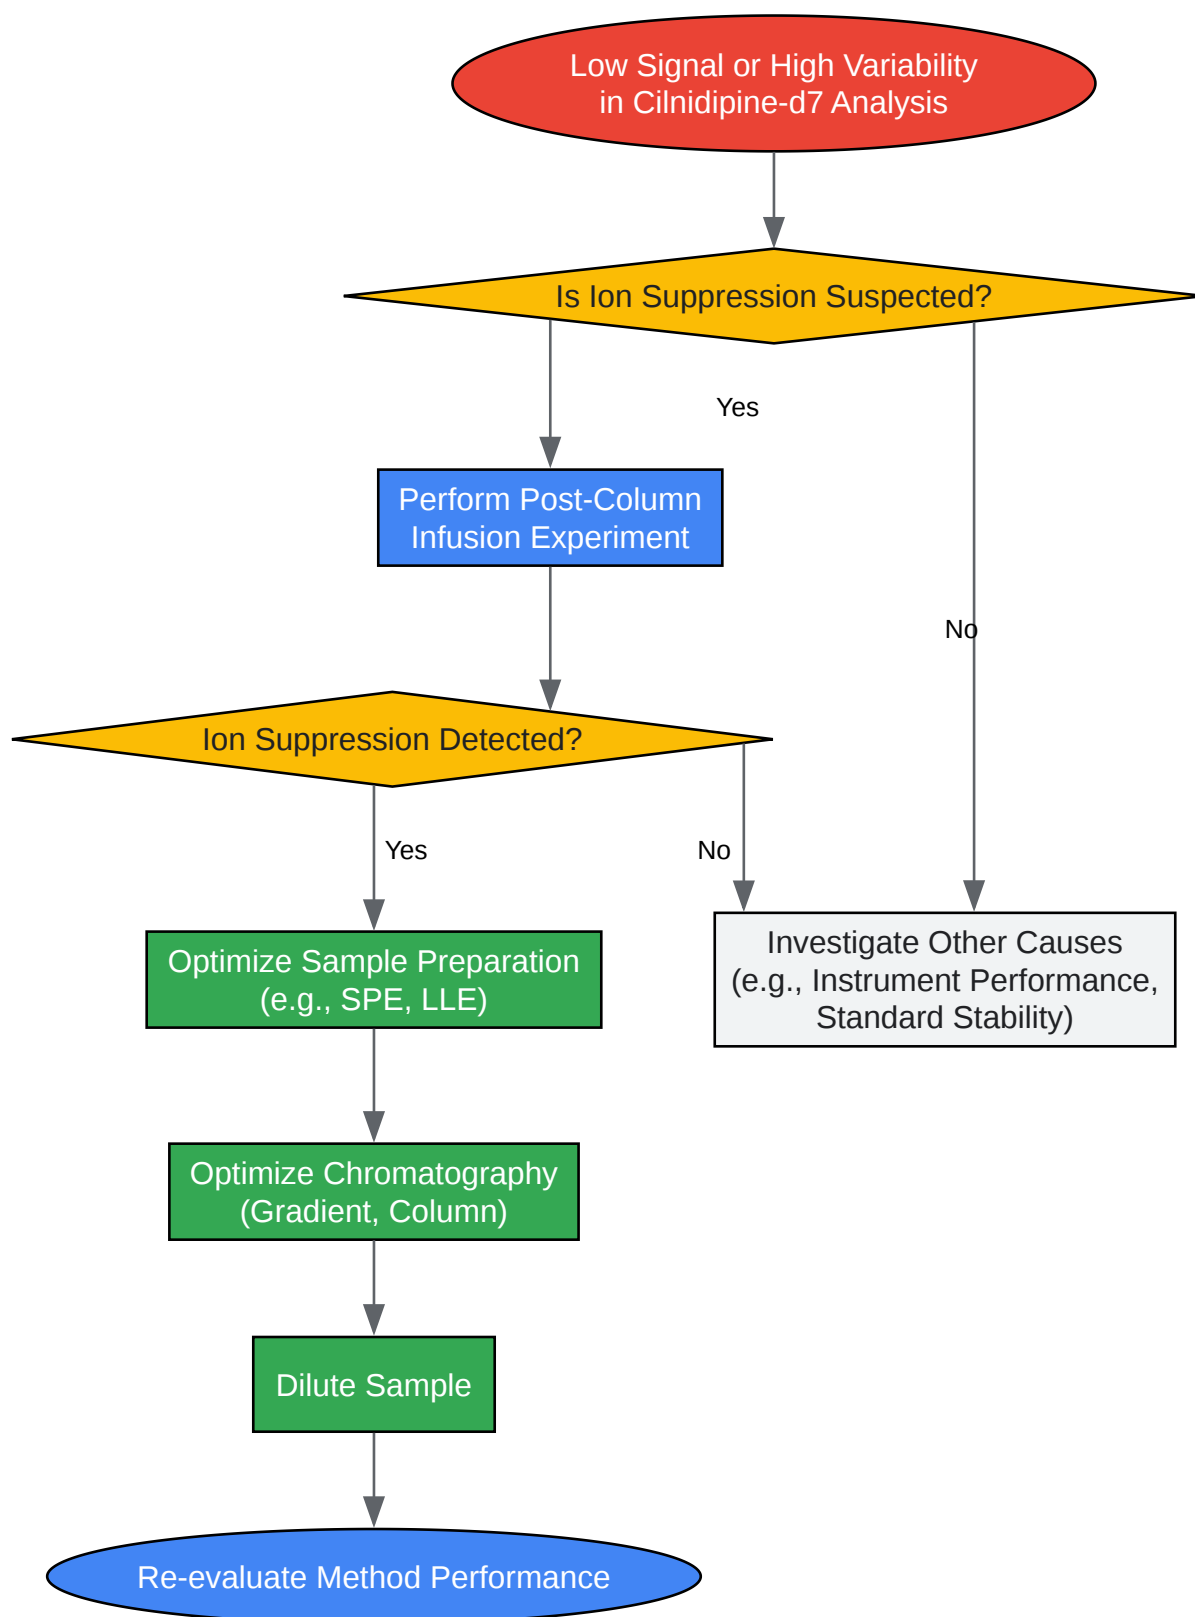 Low Signal or High Variability
in Cilnidipine-d7 Analysis
Is Ion Suppression Suspected?
Yes
Perform Post-Column
Infusion Experiment
No
Ion Suppression Detected?
Yes
No
Optimize Sample Preparation
(e.g., SPE, LLE)
Investigate Other Causes
(e.g., Instrument Performance,
Standard Stability)
Optimize Chromatography
(Gradient, Column)
Dilute Sample
Re-evaluate Method Performance